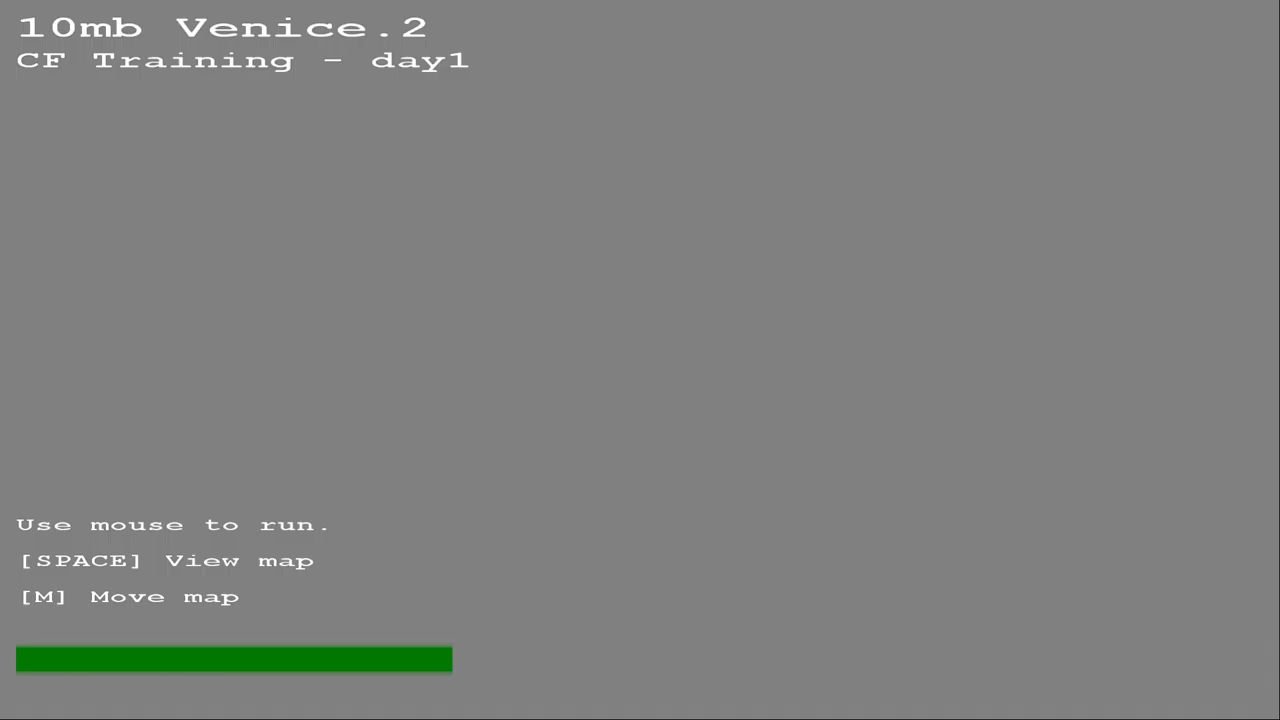 10mb Venice.2
CF Training - day1
Use mouse to run.
[SPACE] View map
[M] Move map